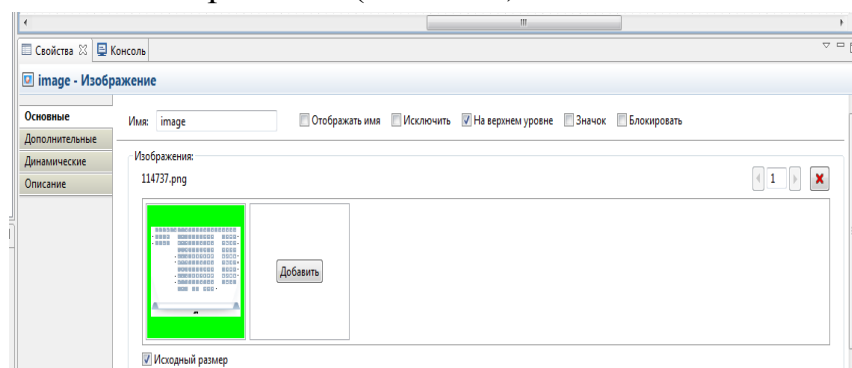 Свойства Консоль
image - Изображение
Основные
Дополнительные
Динамические
Описание
Имя: image Отображать имя Исключить На верхнем уровне Значок Блокировать
Изображения:
114737.png
1
Добавить
Исходный размер